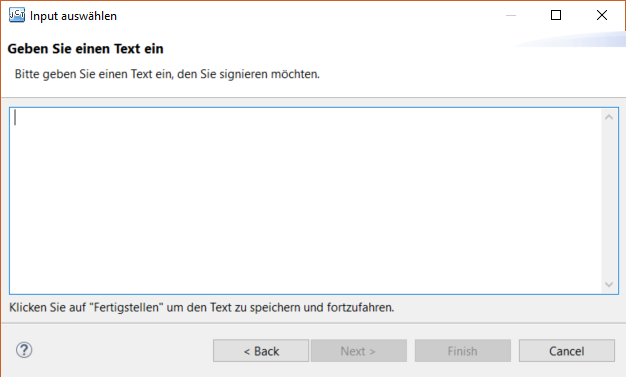 JCT Input auswählen
Geben Sie einen Text ein
Bitte geben Sie einen Text ein, den Sie signieren möchten.
Klicken Sie auf "Fertigstellen" um den Text zu speichern und fortzufahren.
? < Back Next > Finish Cancel